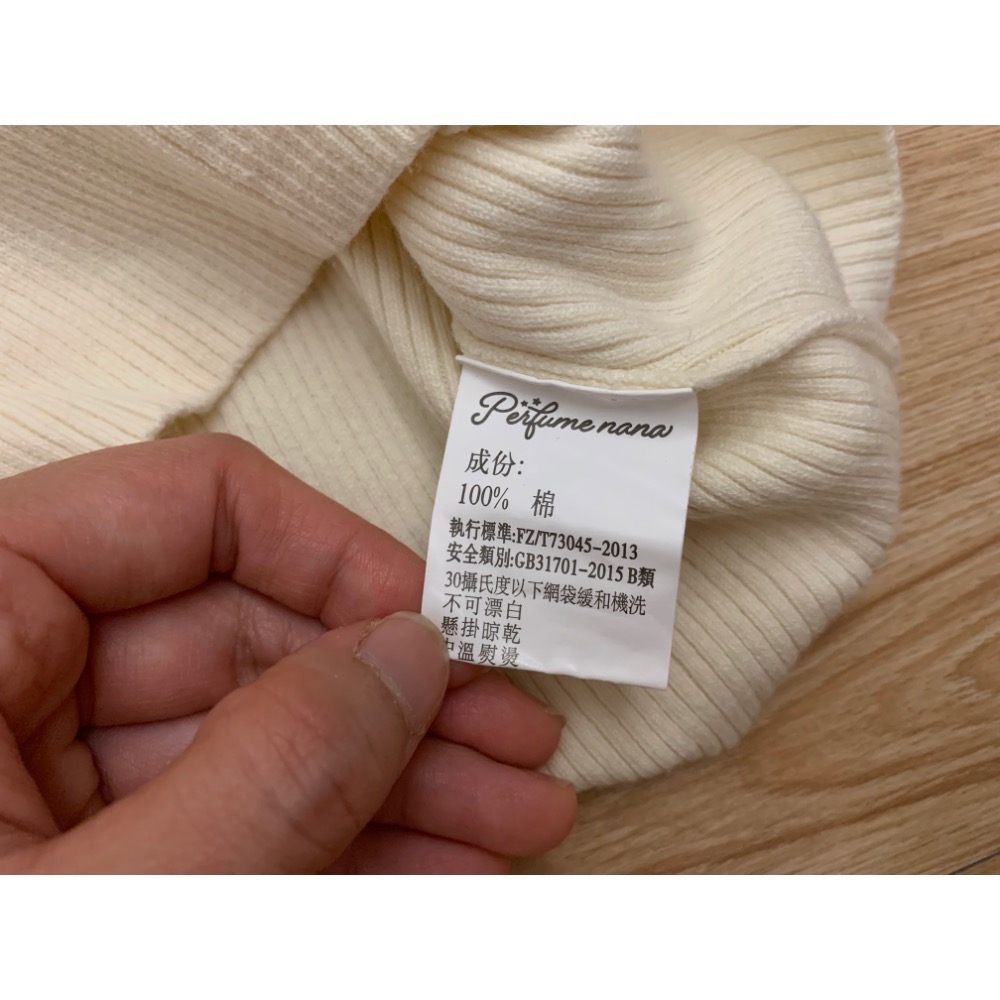 Perfume nana
成份:
100% 棉
執行標準:FZ/T73045-2013
安全類別:GB31701-2015 B類
30攝氏度以下網袋緩和機洗
不可漂白
懸掛晾乾
中溫熨燙